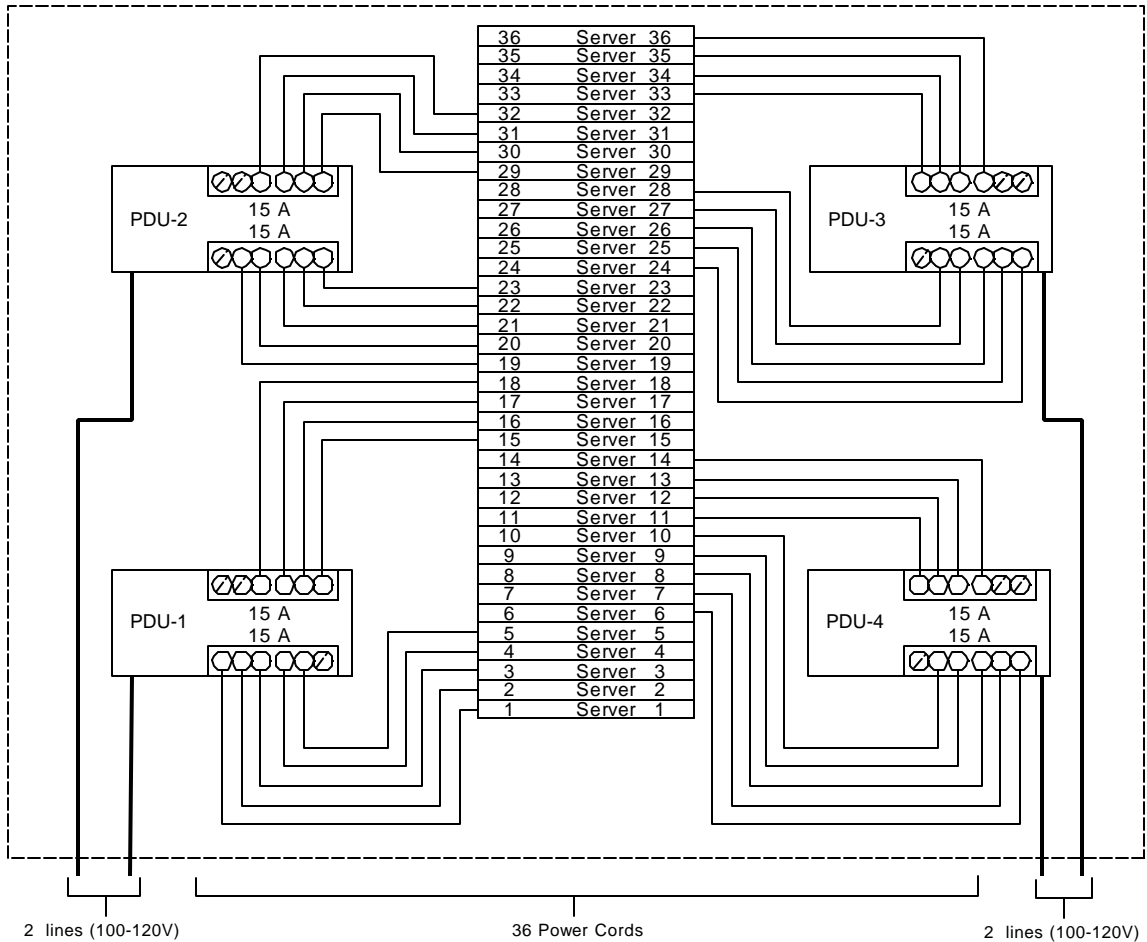 36 Server 36
35 Server 35
34 Server 34
33 Server 33
32 Server 32
31 Server 31
30 Server 30
29 Server 29
28 Server 28
27 Server 27
26 Server 26
25 Server 25
24 Server 24
23 Server 23
22 Server 22
21 Server 21
20 Server 20
19 Server 19
18 Server 18
17 Server 17
16 Server 16
15 Server 15
14 Server 14
13 Server 13
12 Server 12
11 Server 11
10 Server 10
9 Server 9
8 Server 8
7 Server 7
6 Server 6
5 Server 5
4 Server 4
3 Server 3
2 Server 2
1 Server 1
PDU-2
15 A
15 A
PDU-3
15 A
15 A
PDU-1
15 A
15 A
PDU-4
15 A
15 A
2 lines (100-120V)
36 Power Cords
2 lines (100-120V)